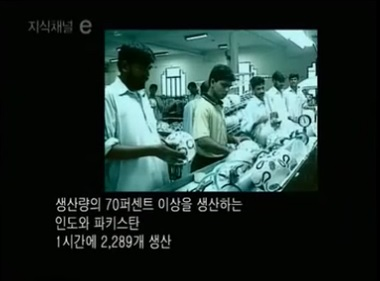 지식채널 e
생산량의 70퍼센트 이상을 생산하는
인도와 파키스탄
1시간에 2,289개 생산